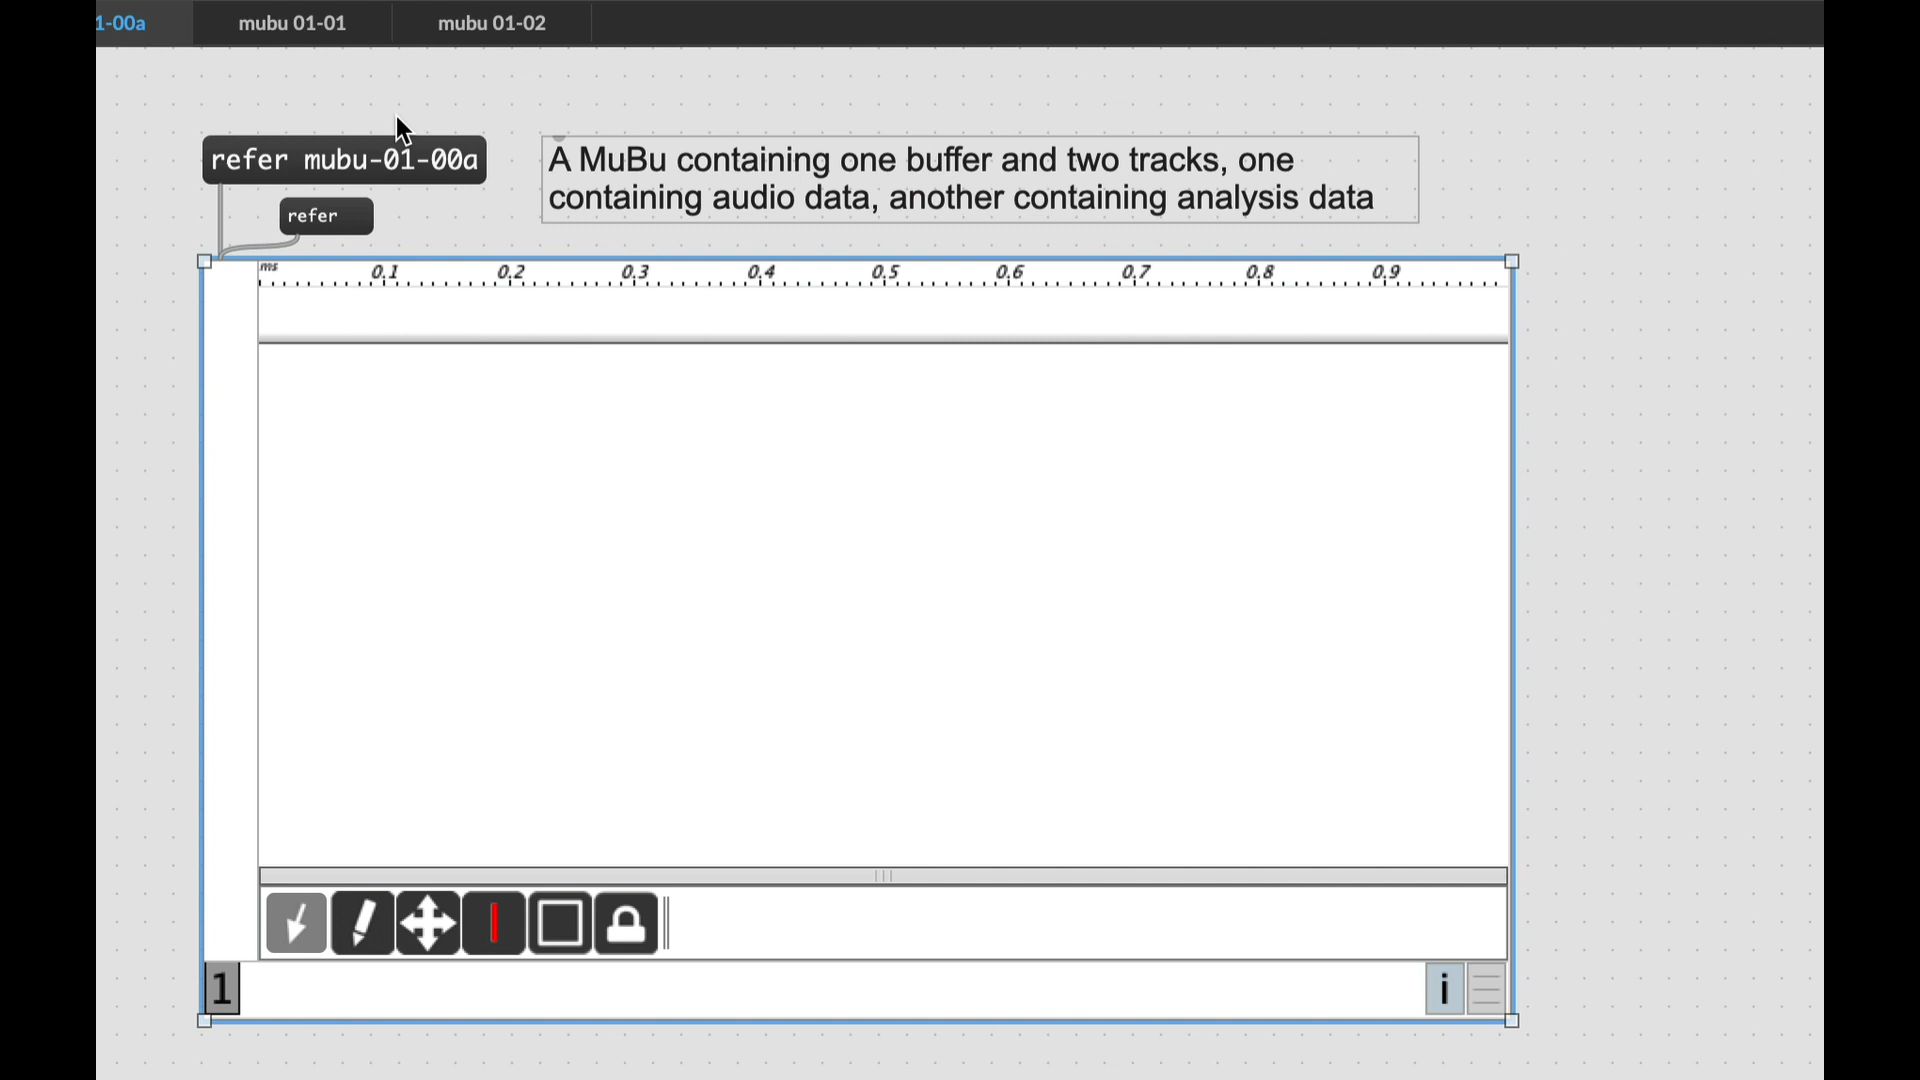 1-00a
mubu 01-01
mubu 01-02
refer mubu-01-00a
A MuBu containing one buffer and two tracks, one
containing audio data, another containing analysis data
refer
ms 0.1 0.2 0.3 0.4 0.5 0.6 0.7 0.8 0.9
1
i